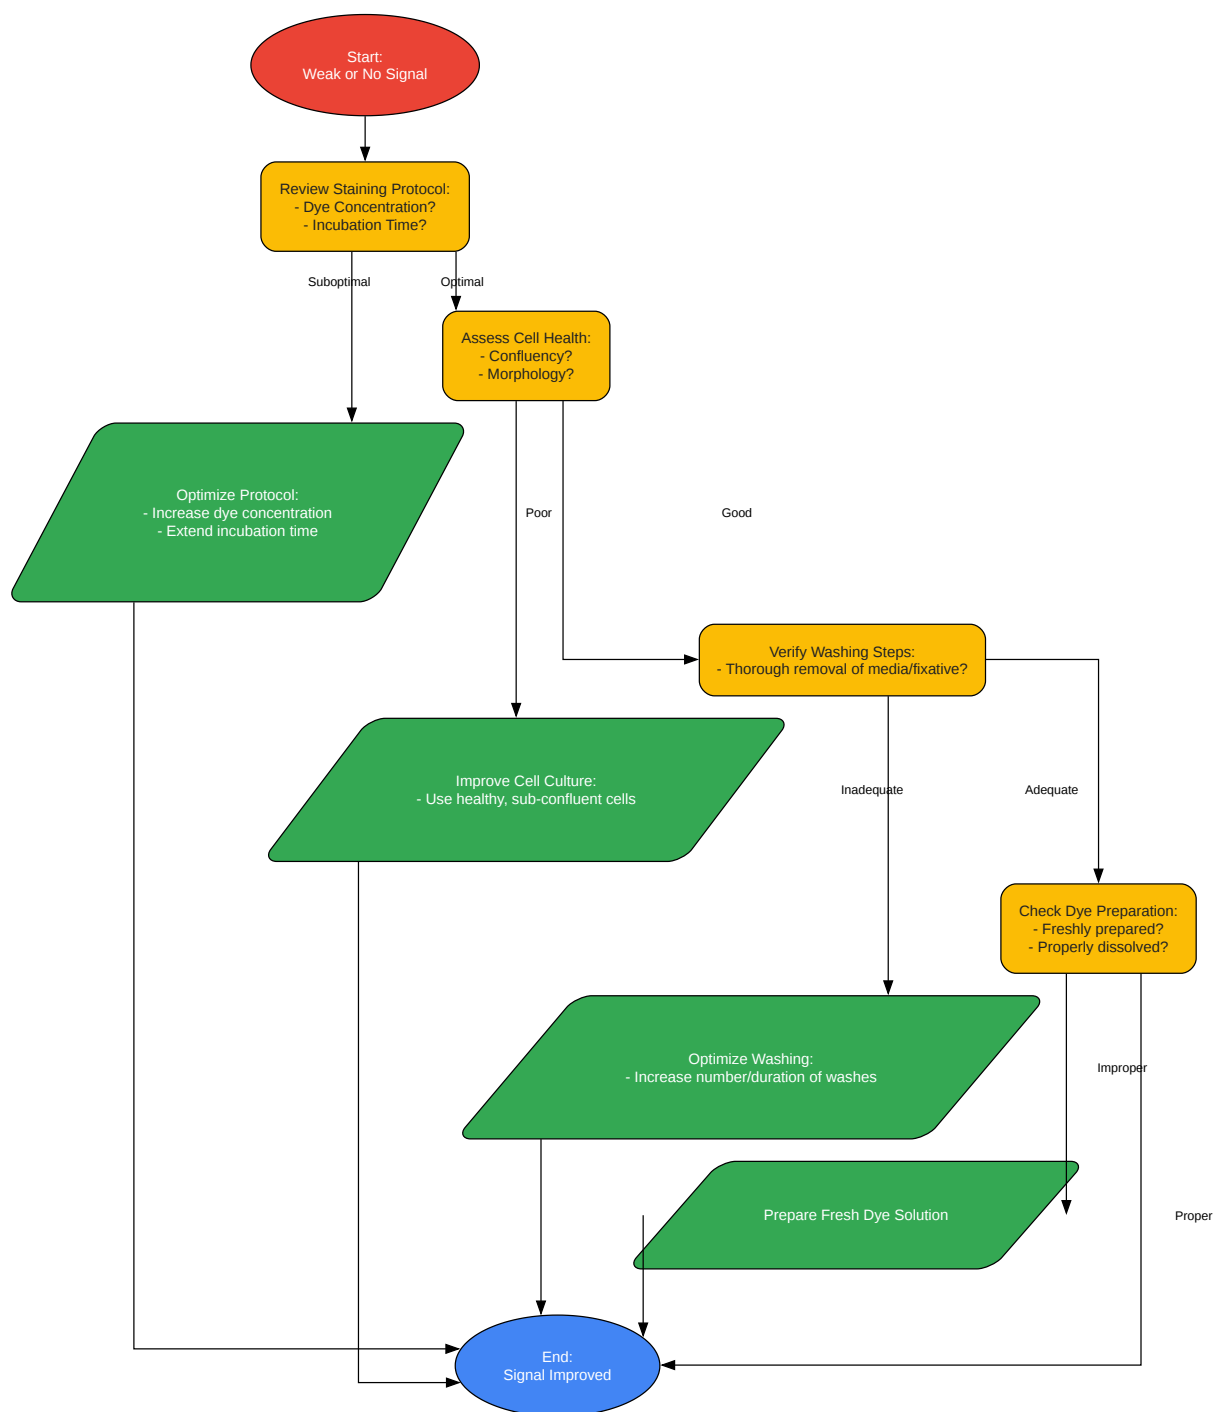 Start:
Weak or No Signal
Review Staining Protocol:
- Dye Concentration?
- Incubation Time?
Suboptimal
Optimal
Assess Cell Health:
- Confluency?
- Morphology?
Optimize Protocol:
- Increase dye concentration
- Extend incubation time
Poor
Good
Verify Washing Steps:
- Thorough removal of media/fixative?
Improve Cell Culture:
- Use healthy, sub-confluent cells
Inadequate
Adequate
Check Dye Preparation:
- Freshly prepared?
- Properly dissolved?
Optimize Washing:
- Increase number/duration of washes
Improper
Prepare Fresh Dye Solution
Proper
End:
Signal Improved